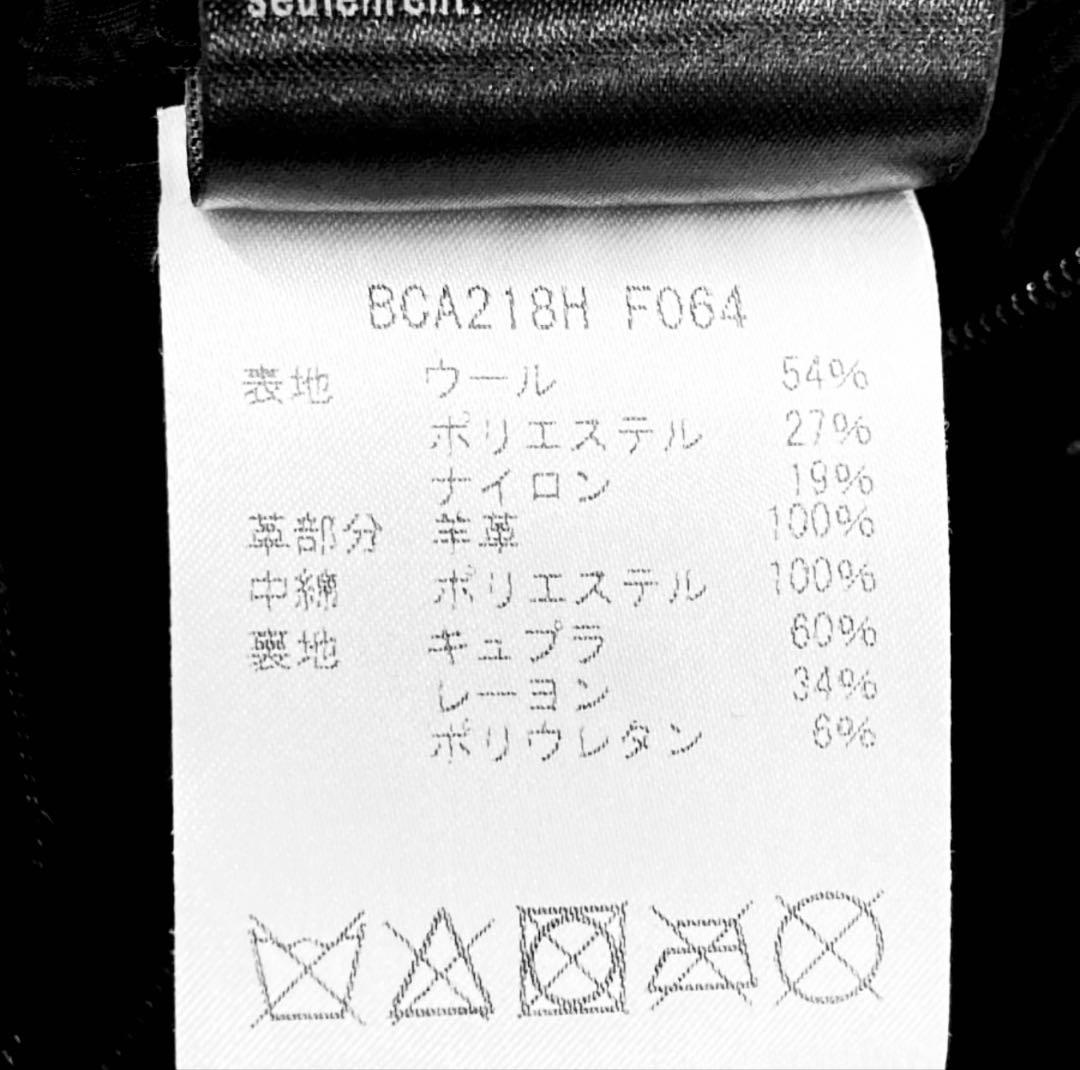 seulement.
BCA218H F064
表地 ウール 54%
ポリエステル 27%
ナイロン 19%
革部分 羊革 100%
中綿 ポリエステル 100%
裏地 キュプラ 60%
レーヨン 34%
ポリウレタン 6%